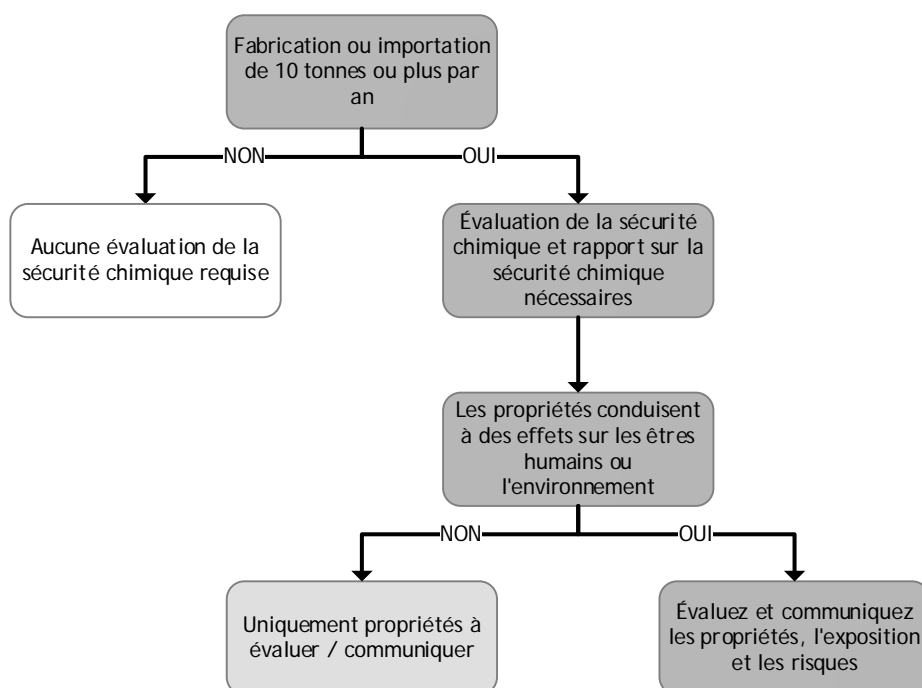 Fabrication ou importation
de 10 tonnes ou plus par
an
NON
OUI
Aucune évaluation de la
sécurité chimique requise
Évaluation de la sécurité
chimique et rapport sur la
sécurité chimique
nécessaires
Les propriétés conduisent
à des effets sur les êtres
humains ou
l'environnement
NON
OUI
Uniquement propriétés à
évaluer / communiquer
Évaluez et communiquez
les propriétés, l'exposition
et les risques